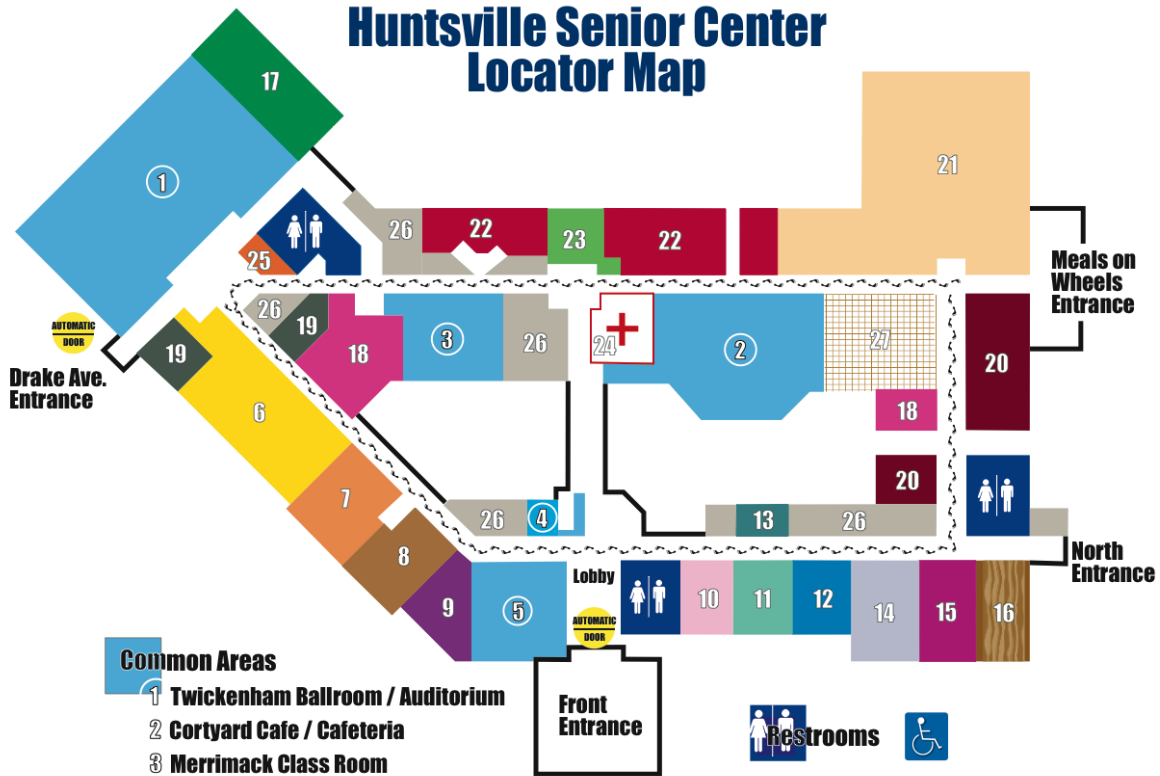 Huntsville Senior Center
Locator Map
17
1
21
26
22
23
22
25
Meals on
Wheels
Entrance
AUTOMATIC
DOOR
26
19
3
26
24
2
27
19
18
20
Drake Ave.
Entrance
6
18
7
20
26
4
13
26
8
North
Entrance
Lobby
9
5
10
11
12
14
15
16
AUTOMATIC
DOOR
Common Areas
1 Twickenham Ballroom / Auditorium
2 Cortyard Cafe / Cafeteria
3 Merrimack Class Room
Front
Entrance
Restrooms